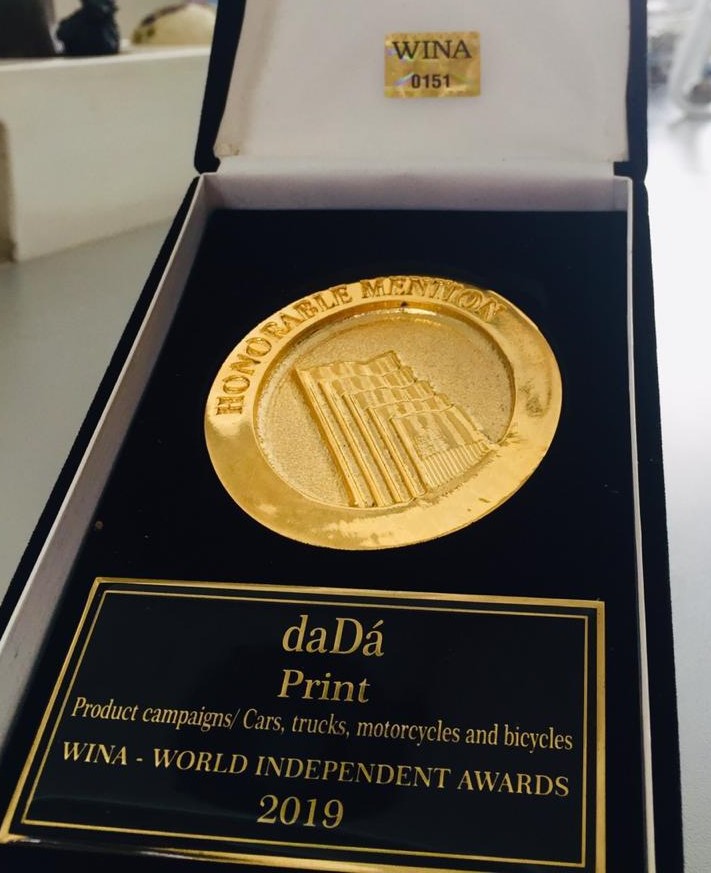 WINA
0151
HONORABLE MENTION
daDá
Print
Product campaigns/ Cars, trucks, motorcycles and bicycles
WINA - WORLD INDEPENDENT AWARDS
2019